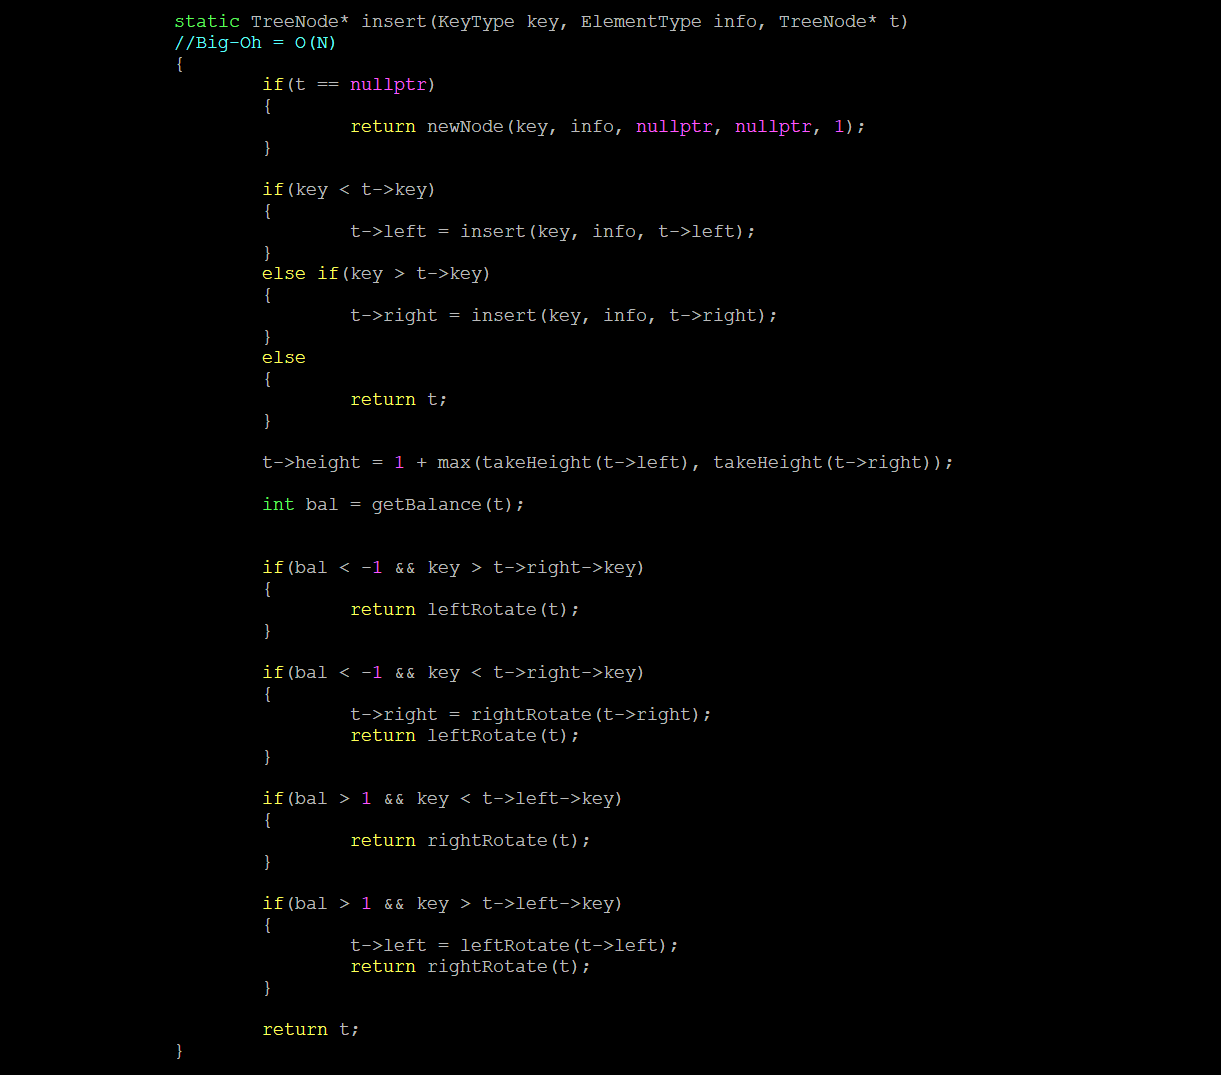 static TreeNode* insert(KeyType key, ElementType info, TreeNode* t)
//Big-Oh = O(N)
{
if(t == nullptr)
{
return newNode(key, info, nullptr, nullptr, 1);
}
if(key < t->key)
{
t->left = insert(key, info, t->left);
}
else if(key > t->key)
{
t->right = insert(key, info, t->right);
}
else
{
return t;
}
t->height = 1 + max(takeHeight(t->left), takeHeight(t->right));
int bal = getBalance(t);
if(bal < -1 && key > t->right->key)
{
return leftRotate(t);
}
if(bal < -1 && key < t->right->key)
{
t->right = rightRotate(t->right);
return leftRotate(t);
}
if(bal > 1 && key < t->left->key)
{
return rightRotate(t);
}
if(bal > 1 && key > t->left->key)
{
t->left = leftRotate(t->left);
return rightRotate(t);
}
return t;
}